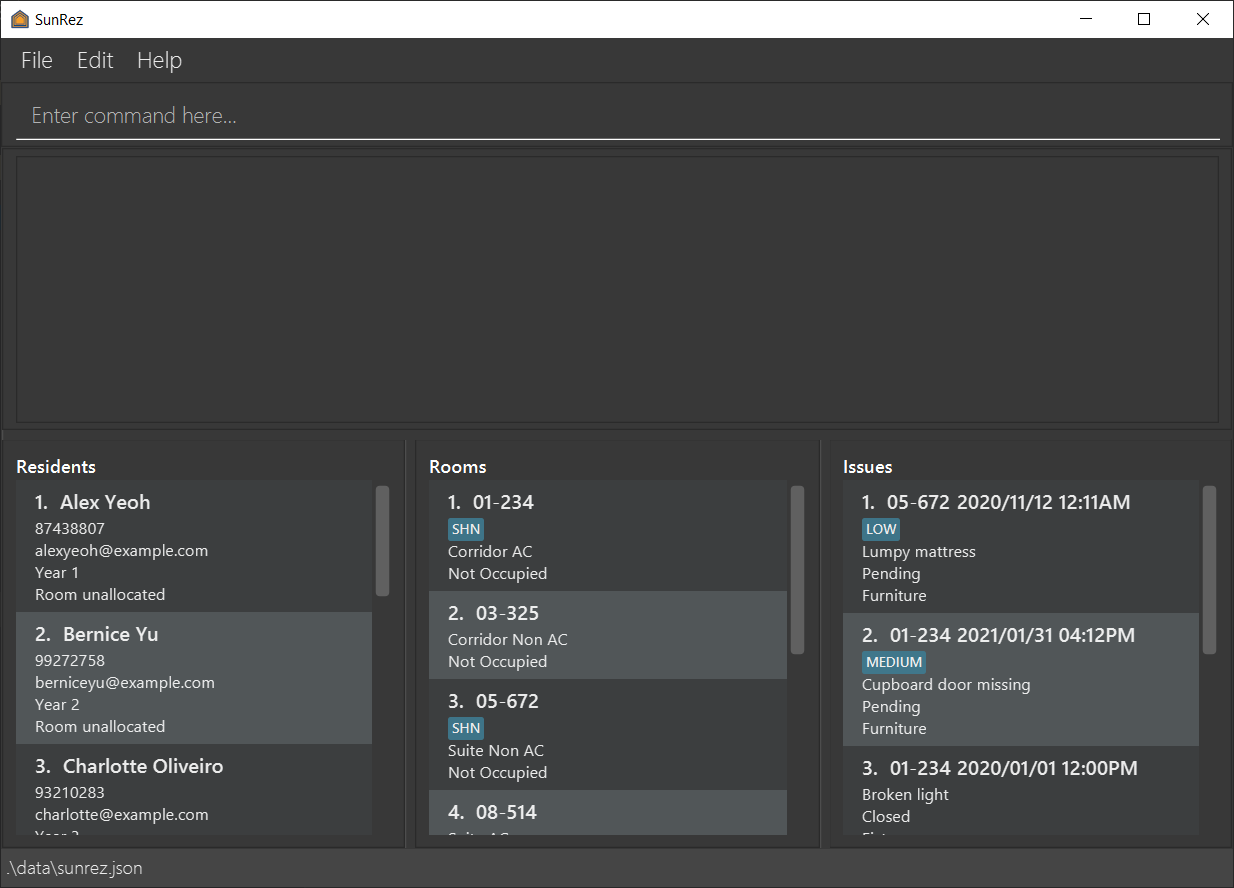 SunRez
File Edit Help
Enter command here...
Residents
1. Alex Yeoh
87438807
alexyeoh@example.com
Year 1
Room unallocated
2. Bernice Yu
99272758
berniceyu@example.com
Year 2
Room unallocated
3. Charlotte Oliveiro
93210283
charlotte@example.com
Rooms
1. 01-234
SHN
Corridor AC
Not Occupied
2. 03-325
Corridor Non AC
Not Occupied
3. 05-672
SHN
Suite Non AC
Not Occupied
4. 08-514
Issues
1. 05-672 2020/11/12 12:11AM
LOW
Lumpy mattress
Pending
Furniture
2. 01-234 2021/01/31 04:12PM
MEDIUM
Cupboard door missing
Pending
Furniture
3. 01-234 2020/01/01 12:00PM
Broken light
Closed
.\data\sunrez.json